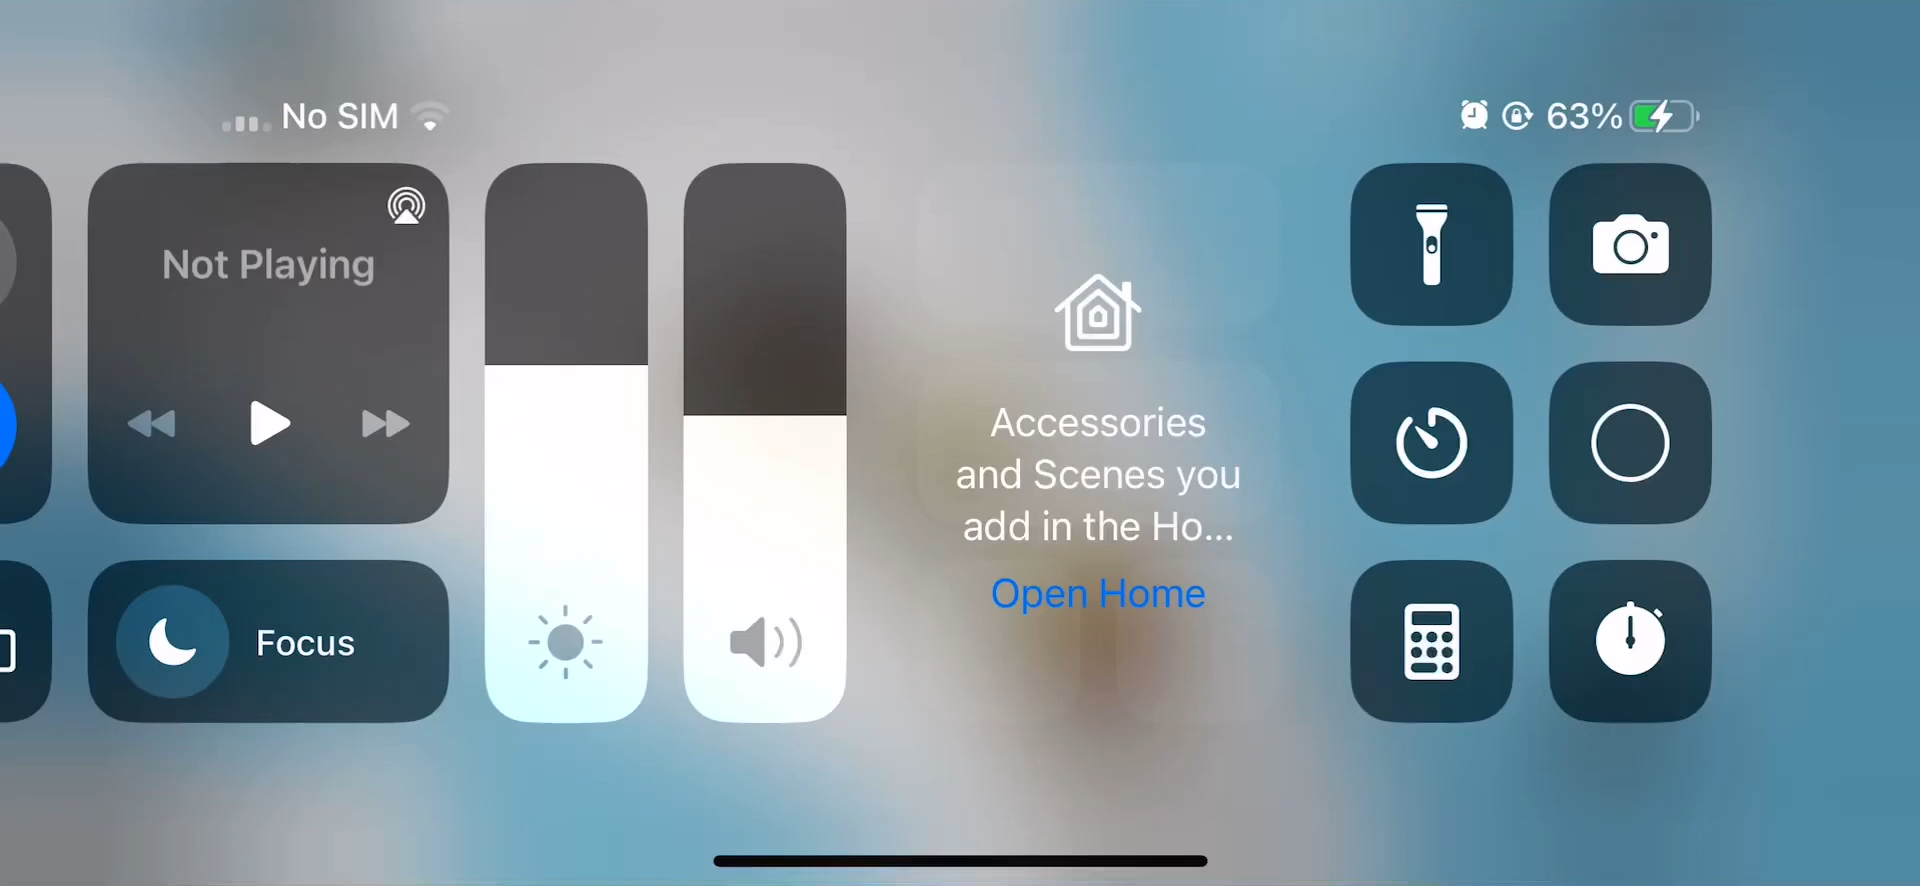 No SIM
63%
Not Playing
Focus
Accessories
and Scenes you
add in the Ho...
Open Home